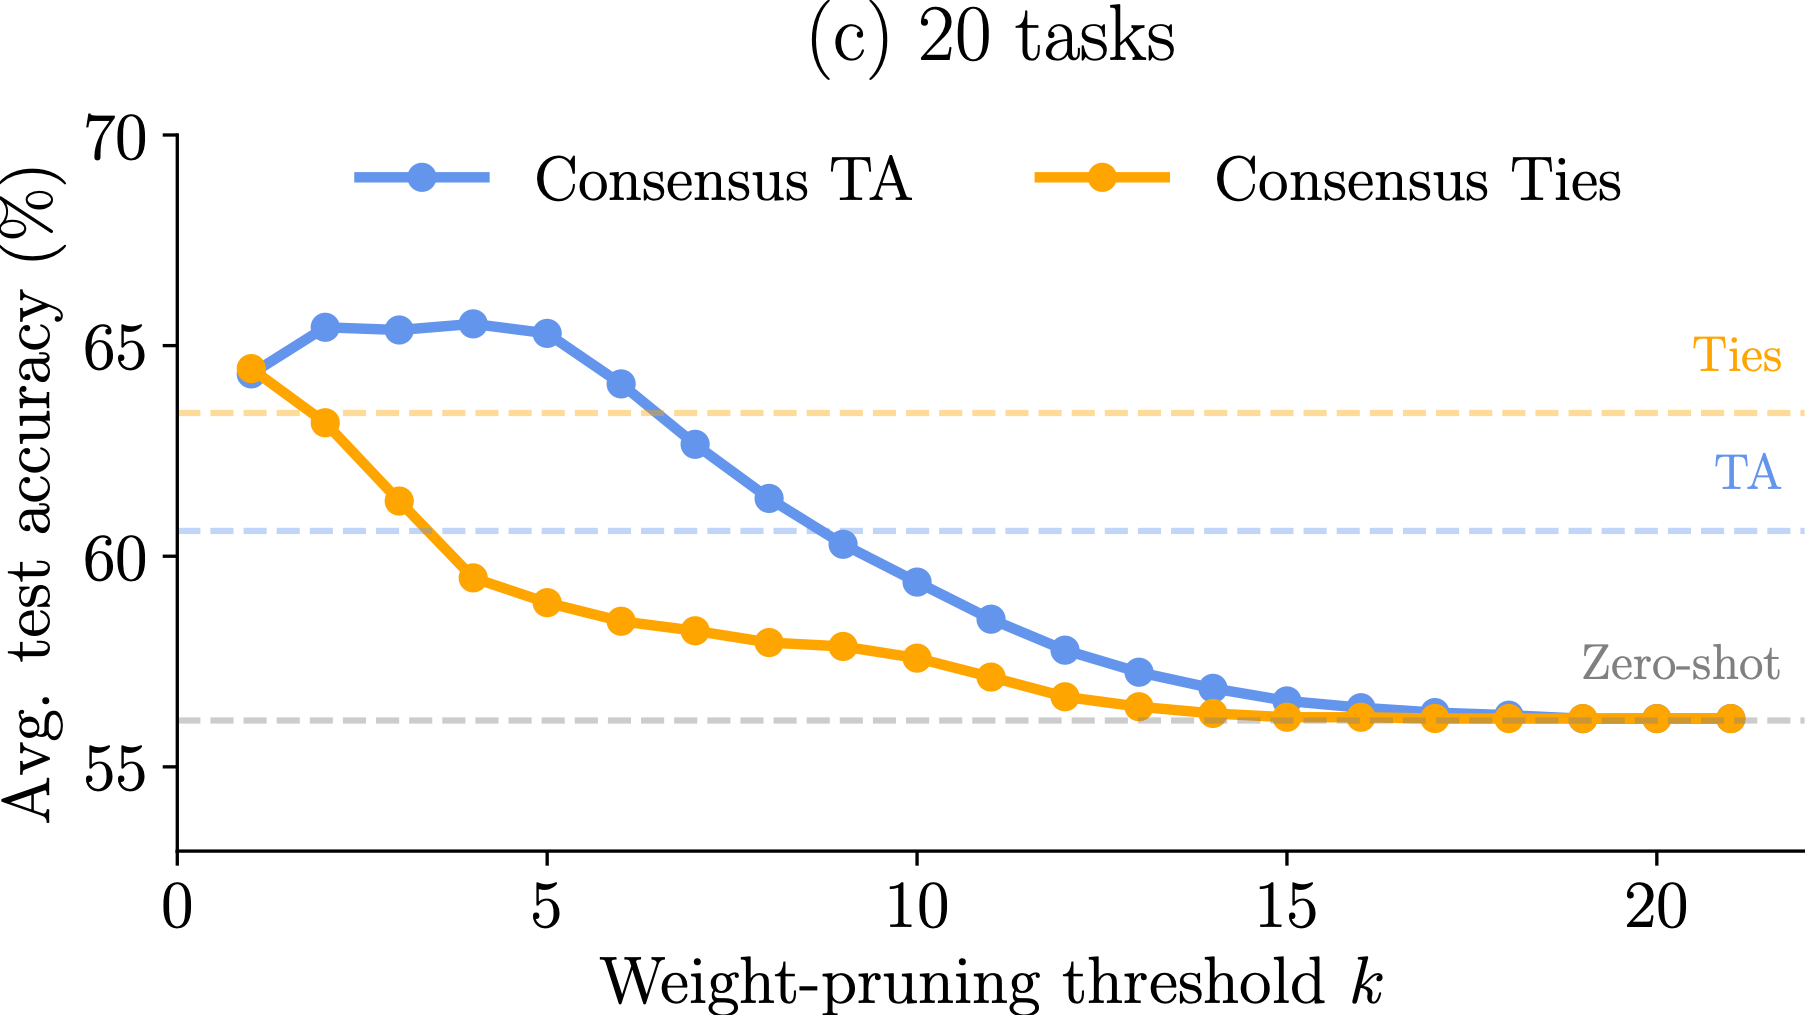 (c) 20 tasks
Avg. test accuracy (%)
70
65
60
55
Consensus TA
Consensus Ties
Ties
TA
Zero-shot
0 5 10 15 20
Weight-pruning threshold k